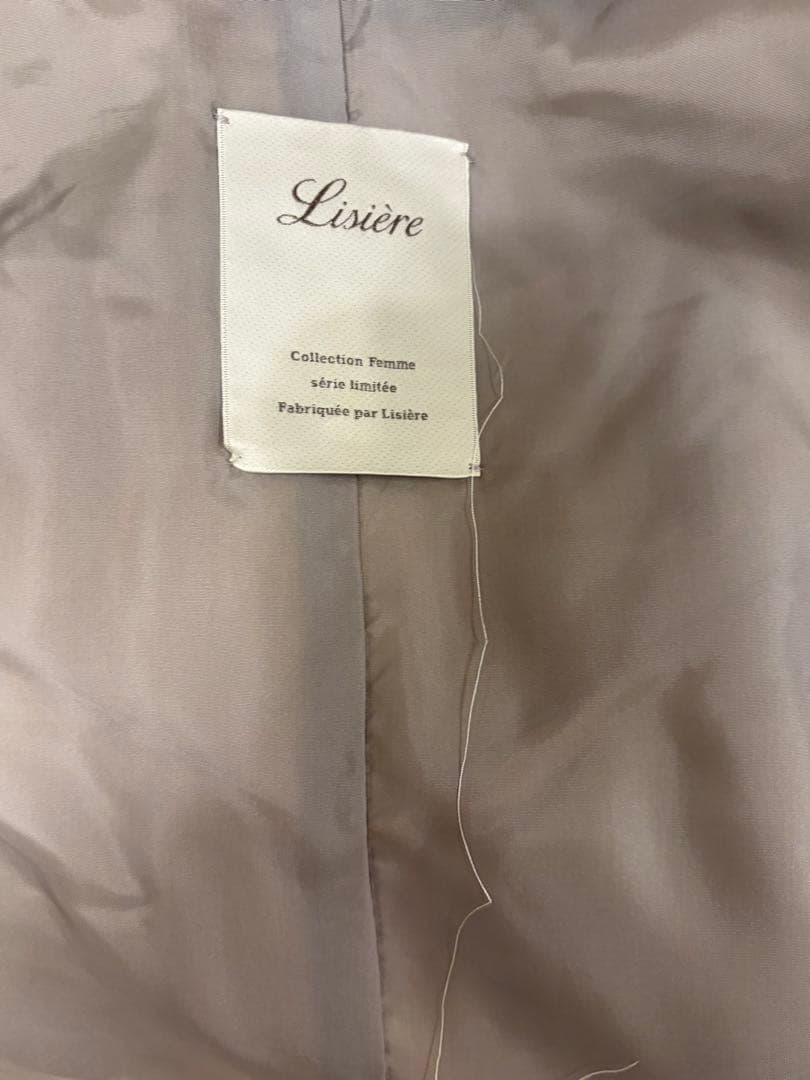 Lisière
Collection Femme
série limitée
Fabriquée par Lisière